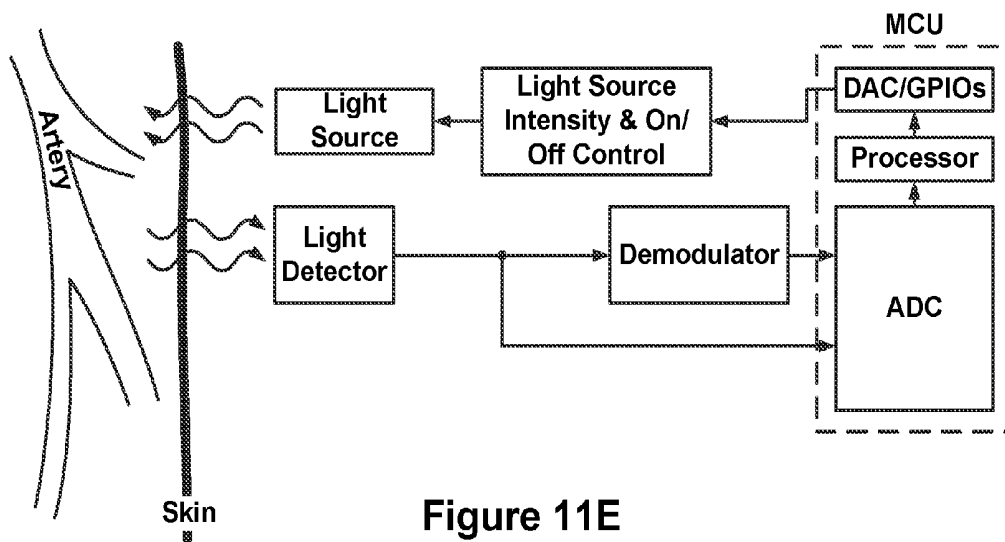 MCU
DAC/GPIOs
Light Source
Intensity & On/
Off Control
Light
Source
Processor
Artery
Light
Detector
Demodulator
ADC
Skin
Figure 11E